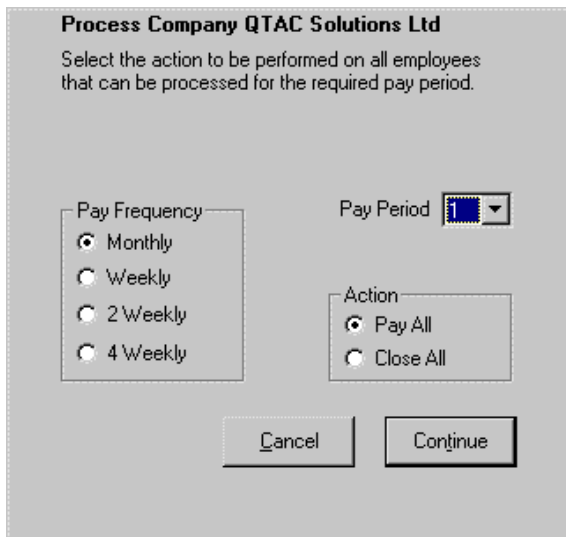 Process Company QTAC Solutions Ltd
Select the action to be performed on all employees
that can be processed for the required pay period.
Pay Frequency
Monthly
Weekly
2 Weekly
4 Weekly
Pay Period 1
Action
Pay All
Close All
Cancel
Continue